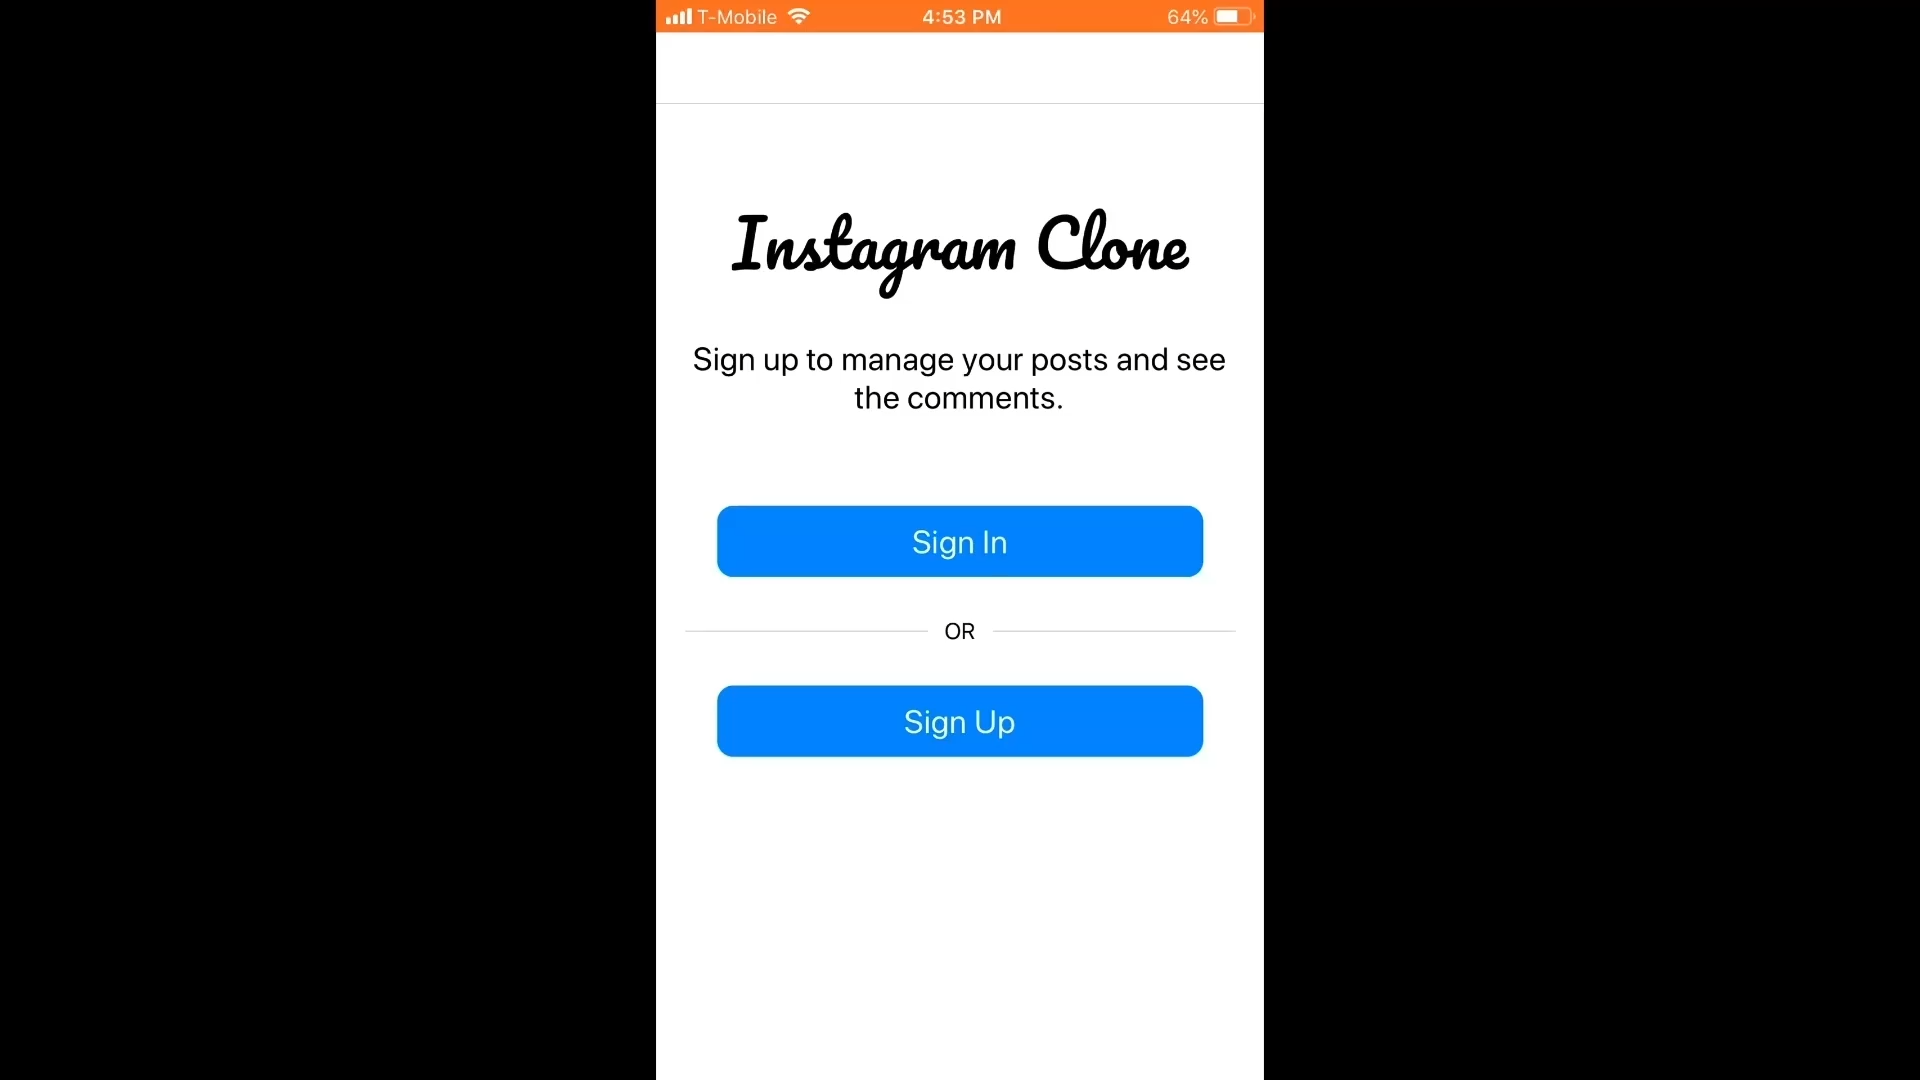 T-Mobile 4:53 PM 64%
Instagram Clone
Sign up to manage your posts and see
the comments.
Sign In
OR
Sign Up